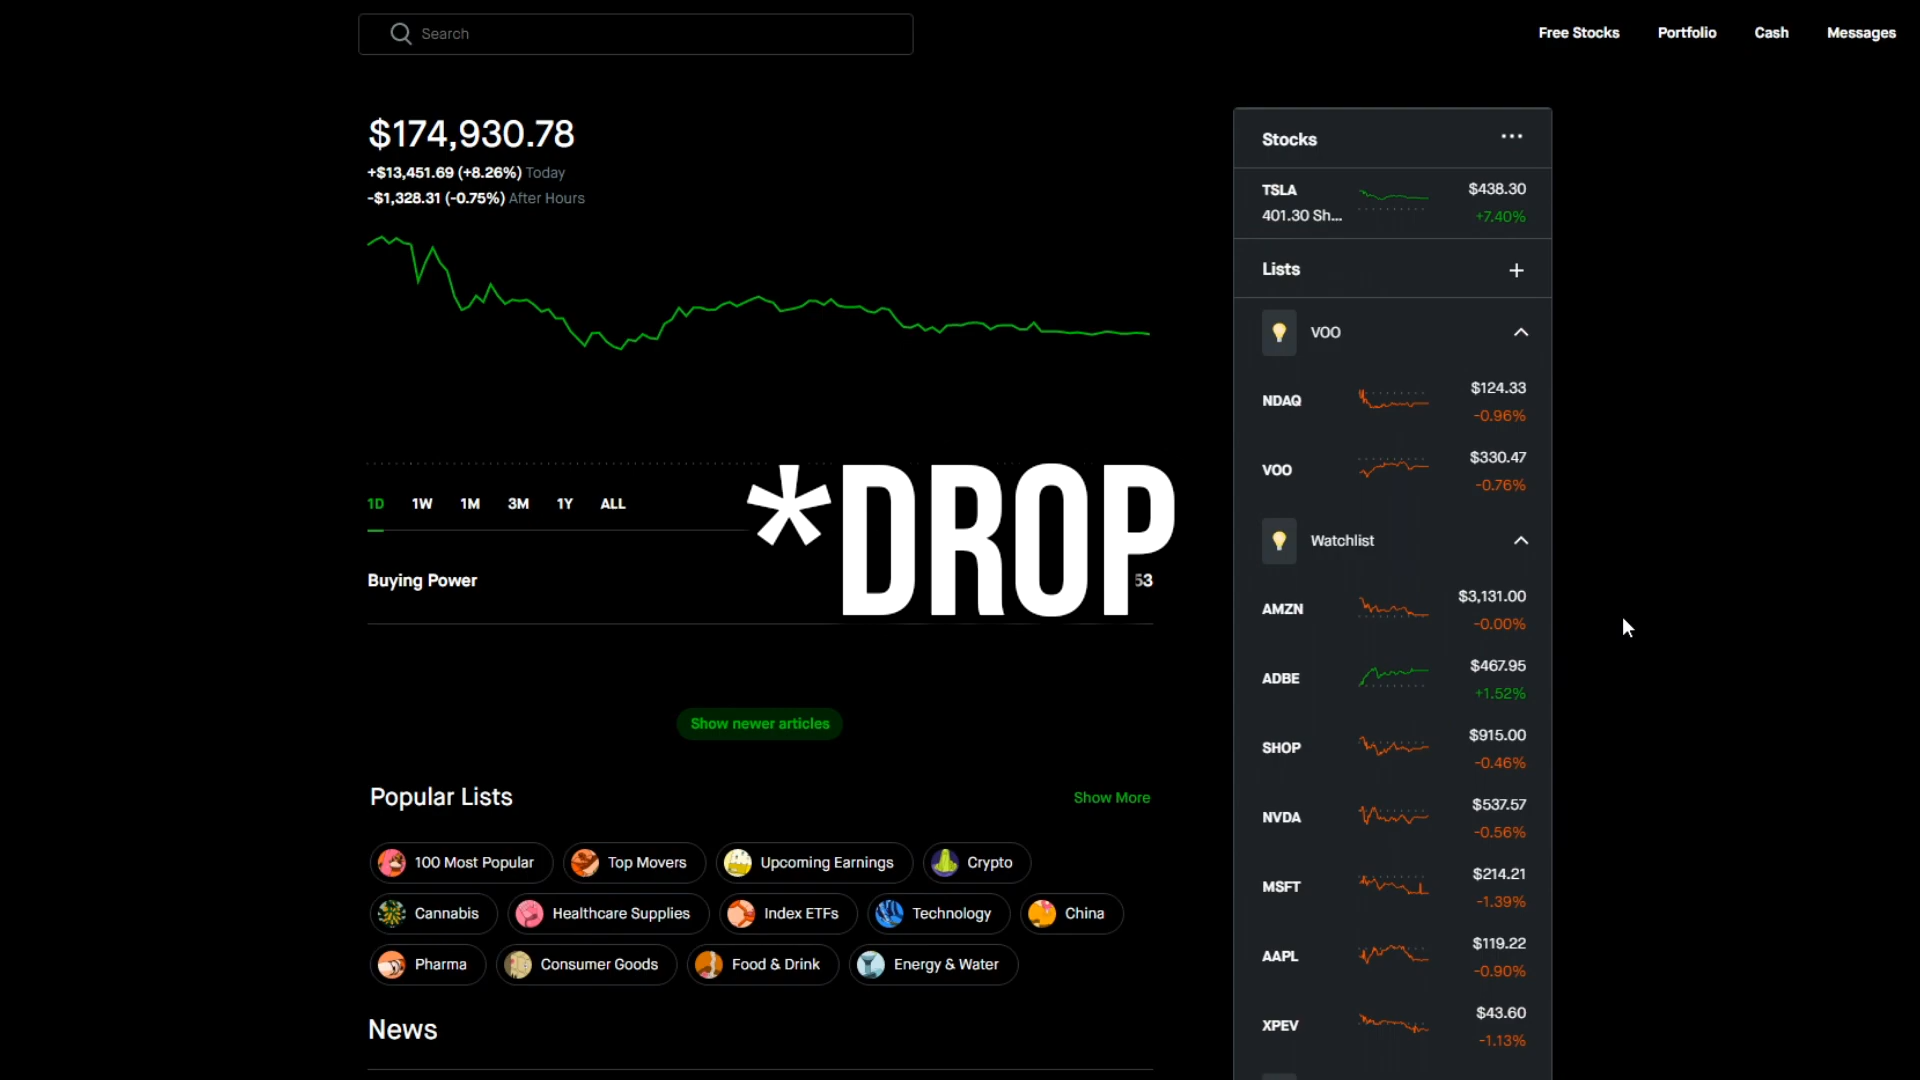 Search
Free Stocks
Portfolio
Cash
Messages
$174,930.78
+$13,451.69 (+8.26%) Today
-$1,328.31 (-0.75%) After Hours
1D
1W
1M
3M
1Y
ALL
*DROP
Buying Power
53
Show newer articles
Popular Lists
Show More
100 Most Popular
Top Movers
Upcoming Earnings
Crypto
Cannabis
Healthcare Supplies
Index ETFs
Technology
China
Pharma
Consumer Goods
Food & Drink
Energy & Water
News
Stocks
TSLA
401.30 Sh...
$438.30
+7.40%
Lists
VOO
NDAQ
$124.33
-0.96%
VOO
$330.47
-0.76%
Watchlist
AMZN
$3,131.00
-0.00%
ADBE
$467.95
+1.52%
SHOP
$915.00
-0.46%
NVDA
$537.57
-0.56%
MSFT
$214.21
-1.39%
AAPL
$119.22
-0.90%
XPEV
$43.60
-1.13%